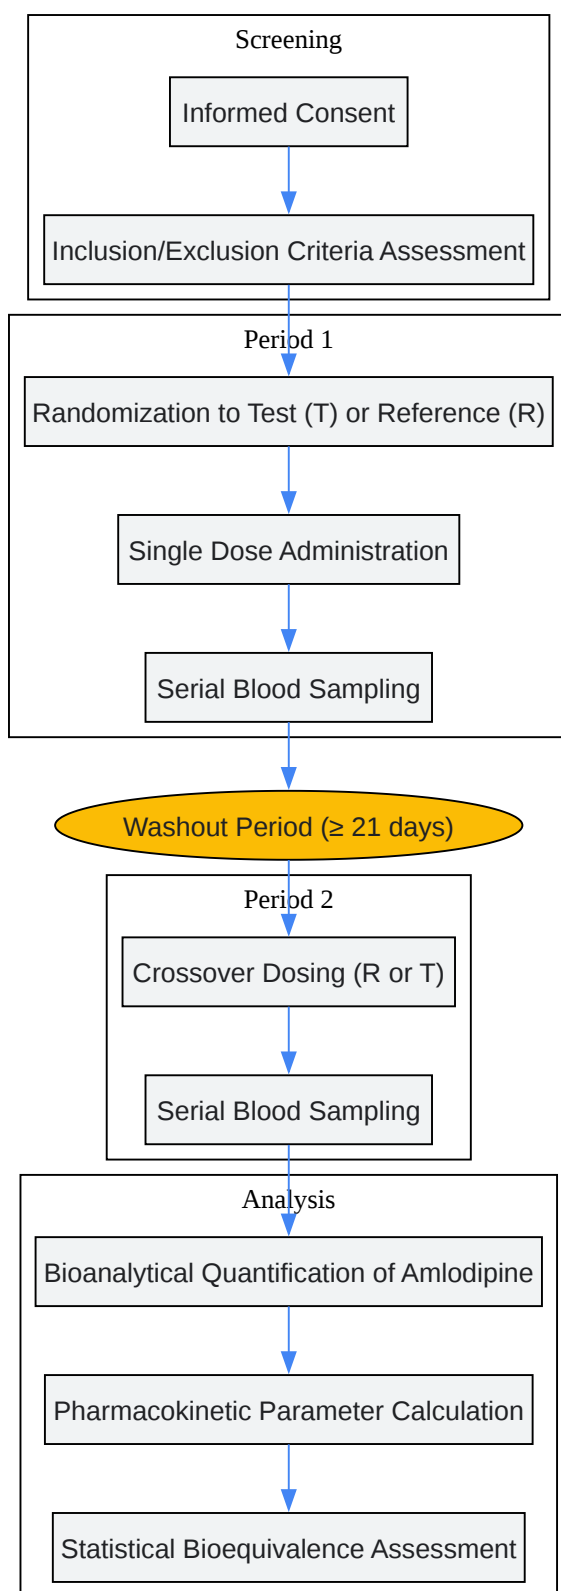 Screening
Informed Consent
Inclusion/Exclusion Criteria Assessment
Period 1
Randomization to Test (T) or Reference (R)
Single Dose Administration
Serial Blood Sampling
Washout Period (≥ 21 days)
Period 2
Crossover Dosing (R or T)
Serial Blood Sampling
Analysis
Bioanalytical Quantification of Amlodipine
Pharmacokinetic Parameter Calculation
Statistical Bioequivalence Assessment